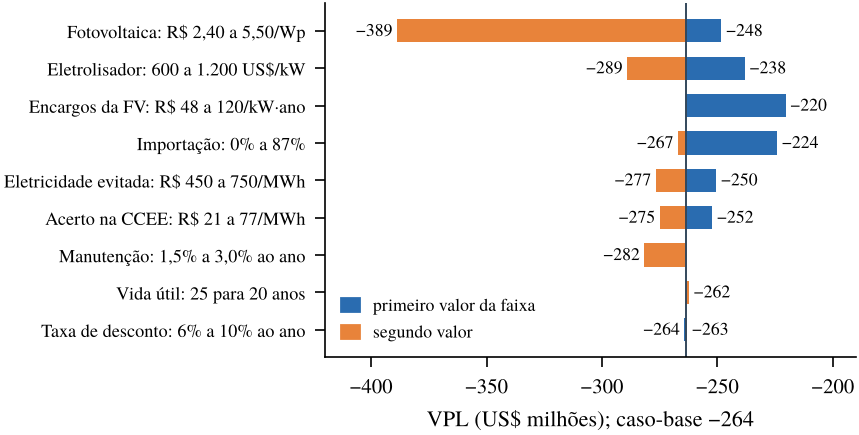 Fotovoltaica: R$ 2,40 a 5,50/Wp −389 −248
Eletrolisador: 600 a 1.200 US$/kW −289 −238
Encargos da FV: R$ 48 a 120/kW·ano −220
Importação: 0% a 87% −267 −224
Eletricidade evitada: R$ 450 a 750/MWh −277 −250
Acerto na CCEE: R$ 21 a 77/MWh −275 −252
Manutenção: 1,5% a 3,0% ao ano −282
Vida útil: 25 para 20 anos −262
primeiro valor da faixa
Taxa de desconto: 6% a 10% ao ano −264 −263
segundo valor
−400 −350 −300 −250 −200
VPL (US$ milhões); caso-base −264